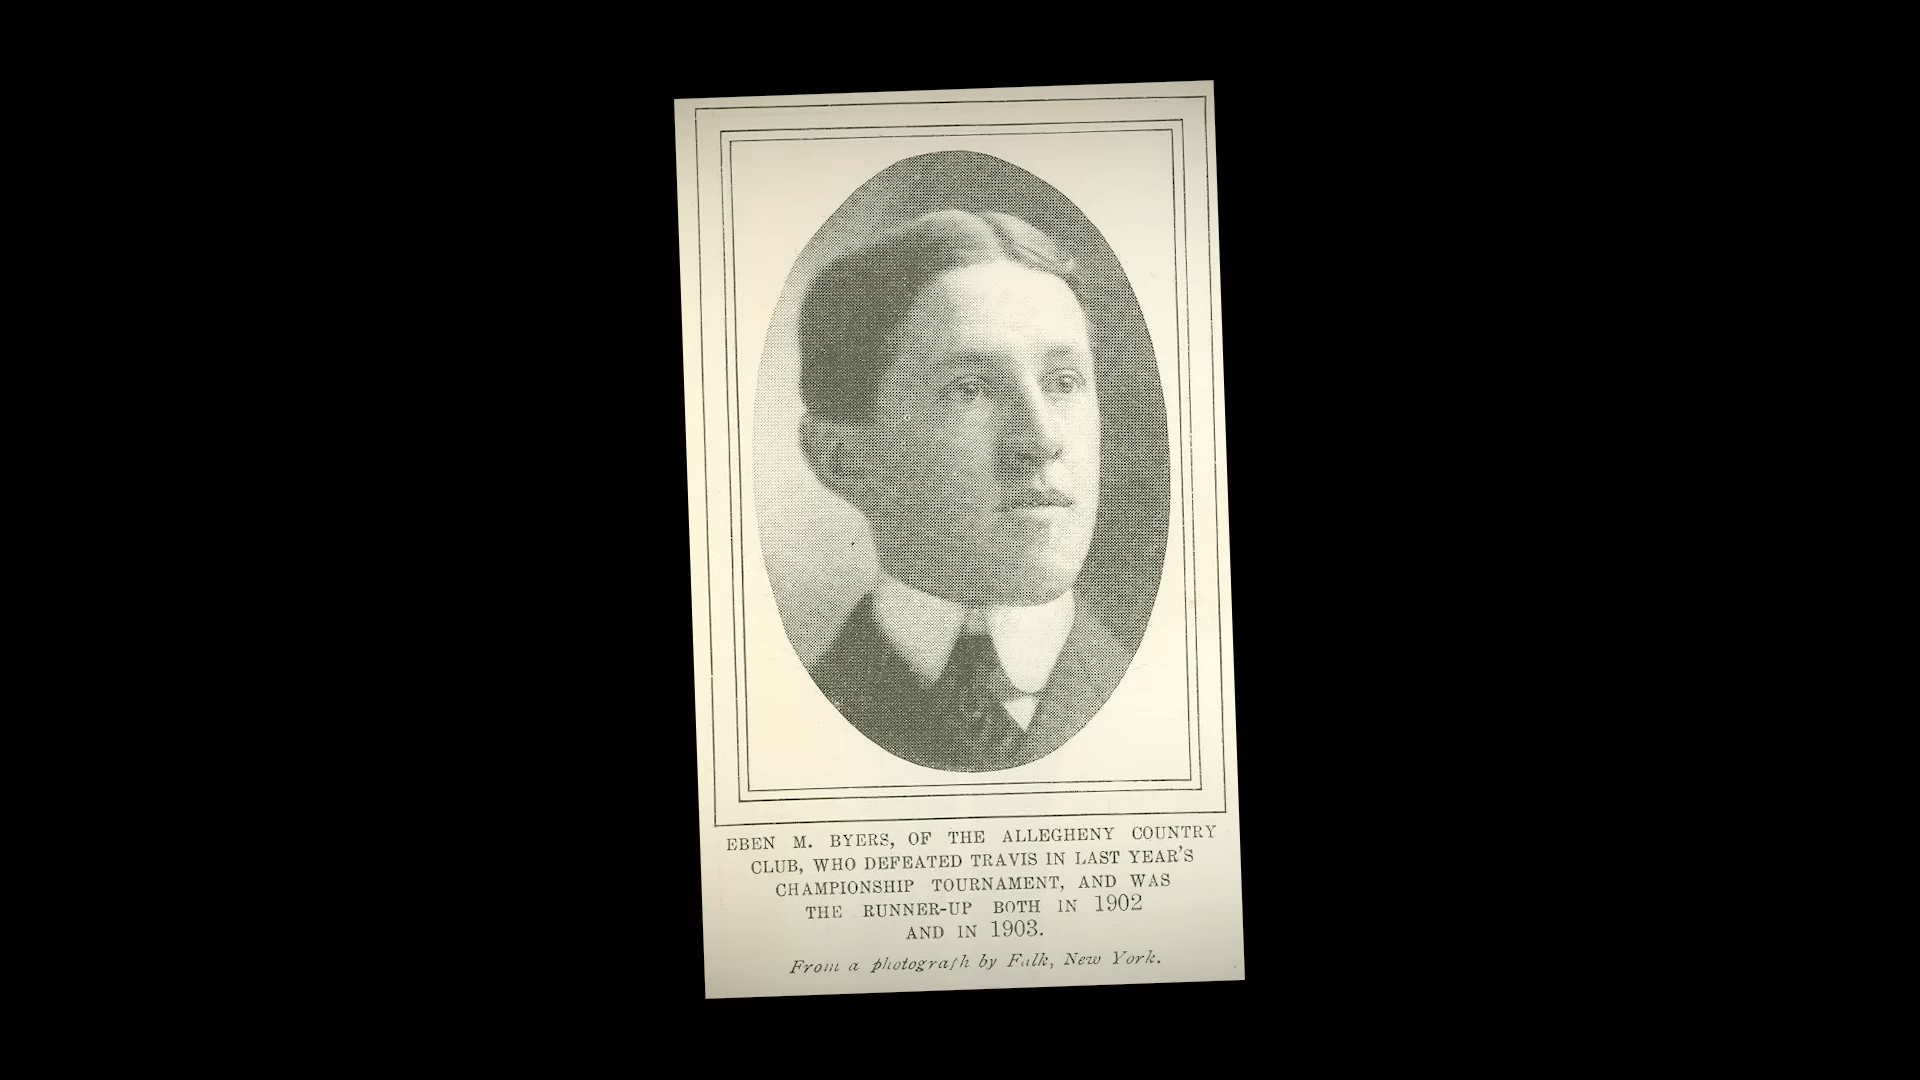 EBEN M. BYERS, OF THE ALLEGHENY COUNTRY
CLUB, WHO DEFEATED TRAVIS IN LAST YEAR'S
CHAMPIONSHIP TOURNAMENT, AND WAS
THE RUNNER-UP BOTH IN 1902
AND IN 1903.
From a photograph by Falk, New York.